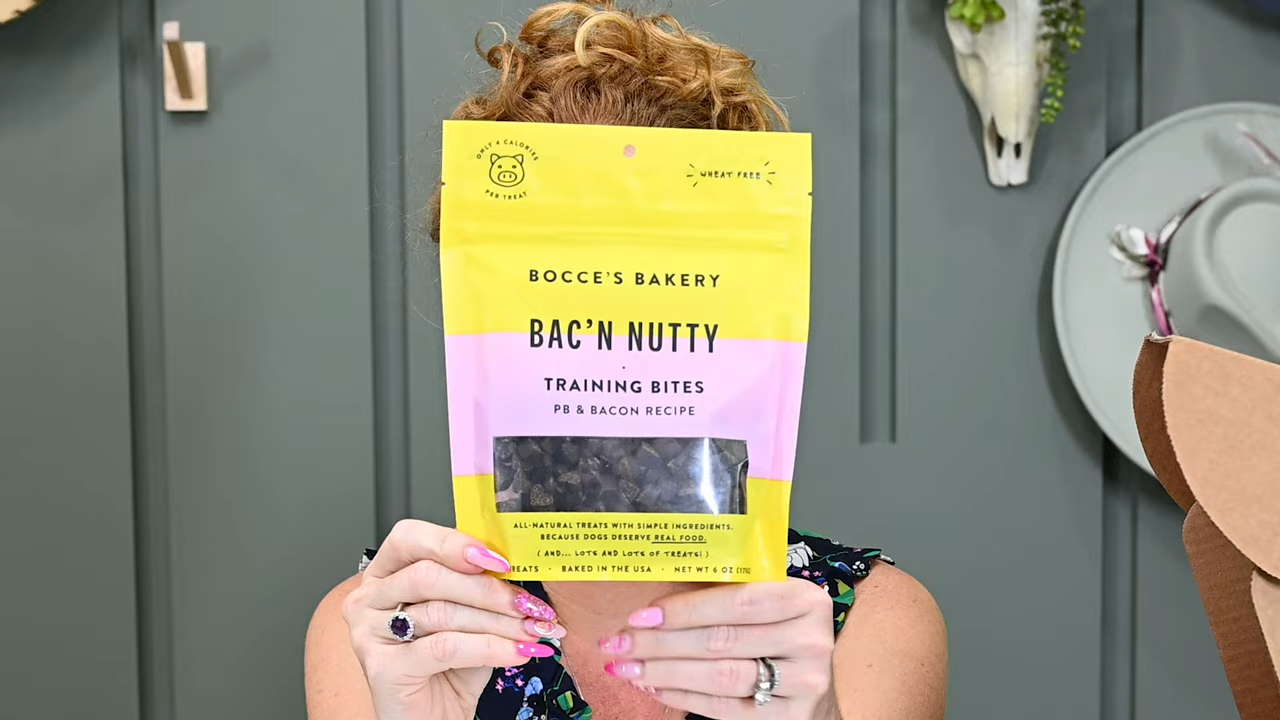 ONLY 4 CALORIES
PER TREAT
WHEAT FREE
BOCCE'S BAKERY
BAC'N NUTTY
TRAINING BITES
PB & BACON RECIPE
ALL-NATURAL TREATS WITH SIMPLE INGREDIENTS.
BECAUSE DOGS DESERVE REAL FOOD.
(AND... LOTS AND LOTS OF TREATS!)
REATS • BAKED IN THE USA • NET WT 6 OZ (170